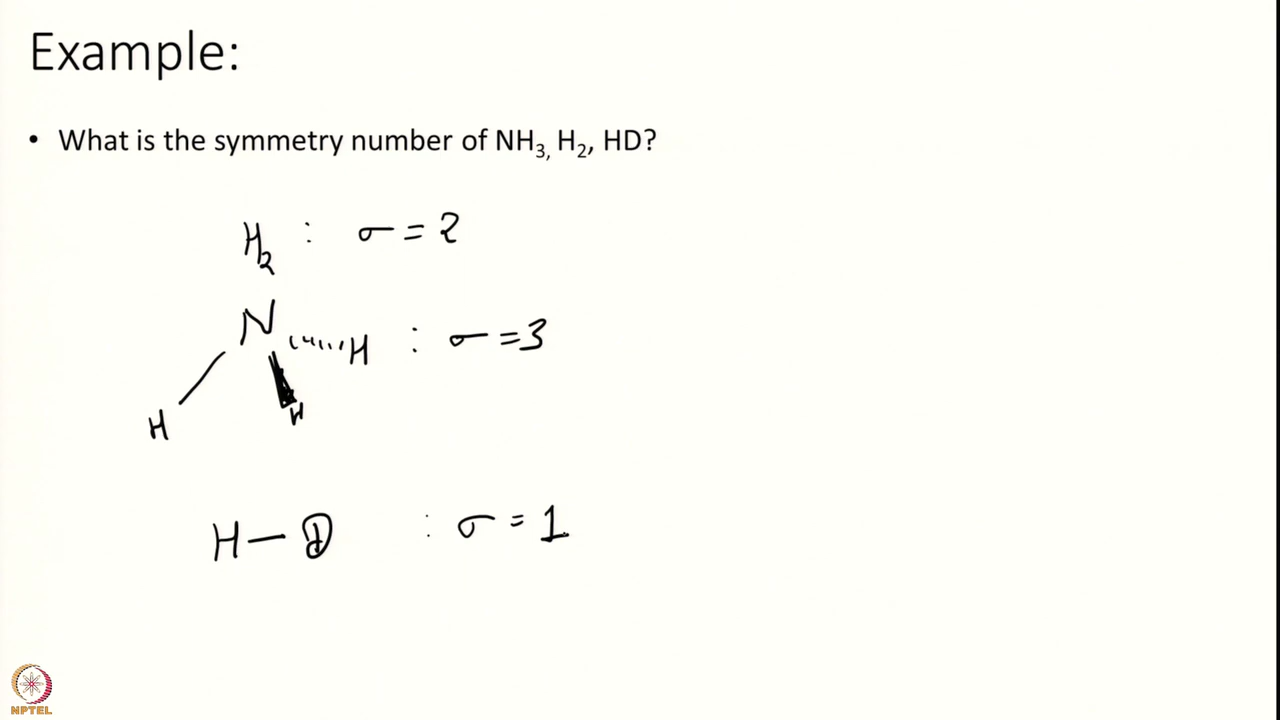 Example:
• What is the symmetry number of NH₃, H₂, HD?
H₂ : σ = 2
N H : σ = 3
H H
H — D : σ = 1
NPTEL